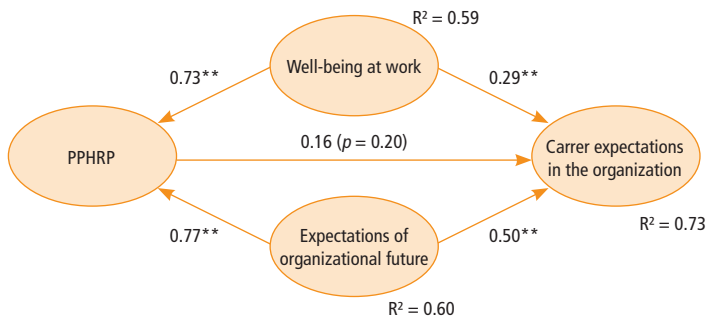 R² = 0.59
Well-being at work
0.73**
0.29**
0.16 (p = 0.20)
PPHRP
Carrer expectations
in the organization
R² = 0.73
0.77**
Expectations of
organizational future
0.50**
R² = 0.60